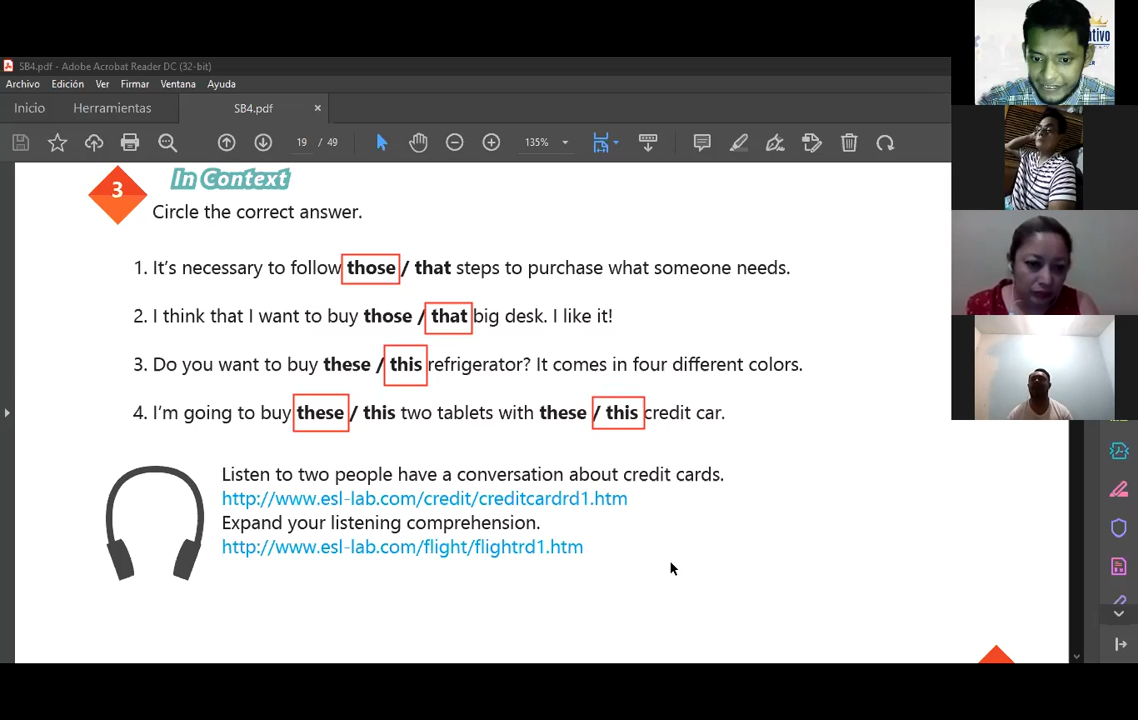 SB4.pdf - Adobe Acrobat Reader DC (32-bit)
Archivo Edición Ver Firmar Ventana Ayuda
Inicio Herramientas SB4.pdf ×
19 / 49 135%
3 In Context
Circle the correct answer.
1. It's necessary to follow those / that steps to purchase what someone needs.
2. I think that I want to buy those / that big desk. I like it!
3. Do you want to buy these / this refrigerator? It comes in four different colors.
4. I'm going to buy these / this two tablets with these / this credit car.
Listen to two people have a conversation about credit cards.
http://www.esl-lab.com/credit/creditcardrd1.htm
Expand your listening comprehension.
http://www.esl-lab.com/flight/flightrd1.htm